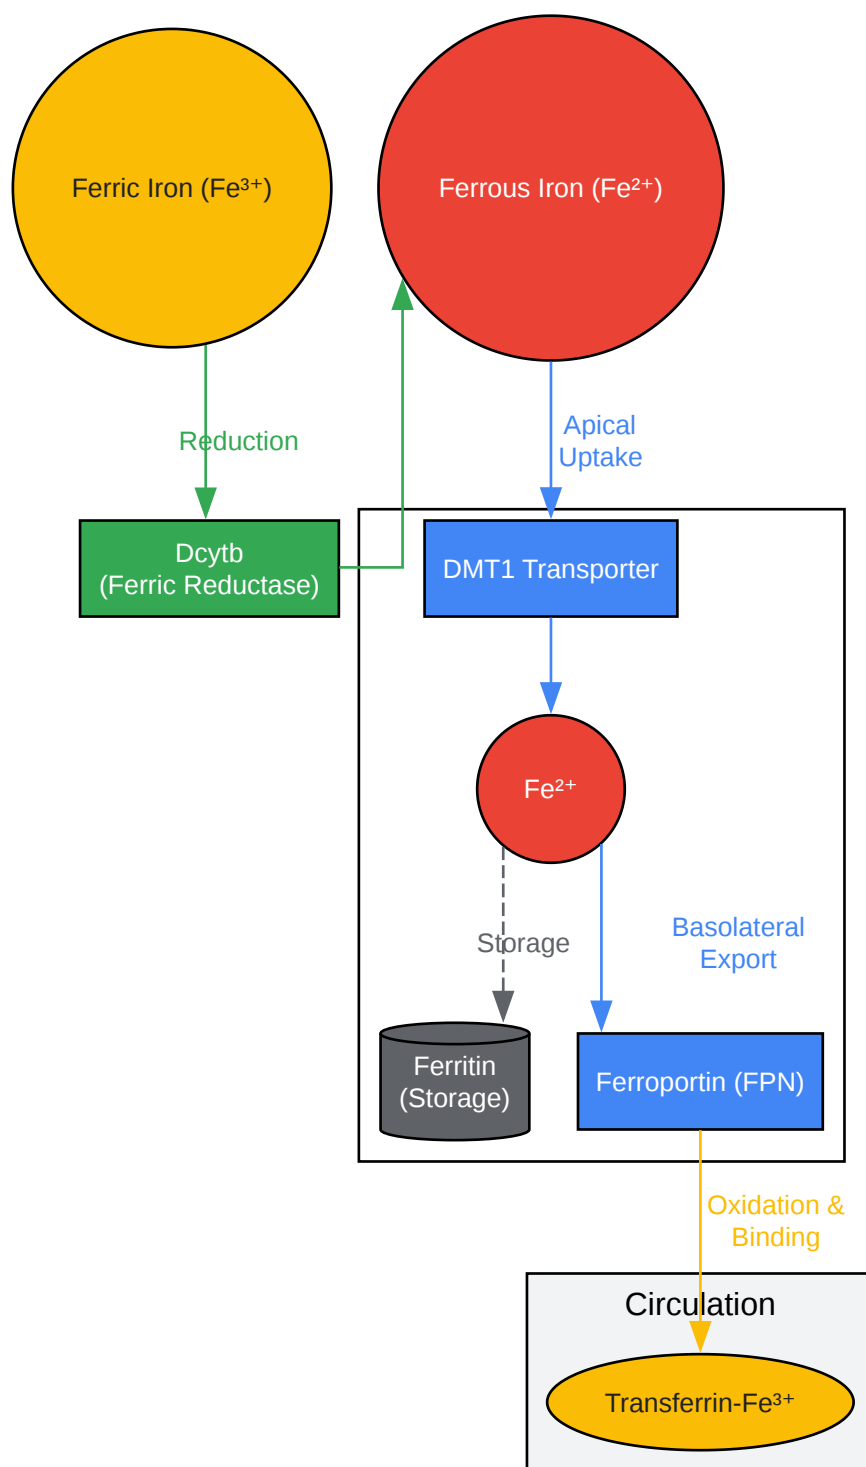 Ferric Iron (Fe³⁺)
Ferrous Iron (Fe²⁺)
Reduction
Apical
Uptake
Dcytb
(Ferric Reductase)
DMT1 Transporter
Fe²⁺
Storage
Basolateral
Export
Ferritin
(Storage)
Ferroportin (FPN)
Oxidation &
Binding
Circulation
Transferrin-Fe³⁺